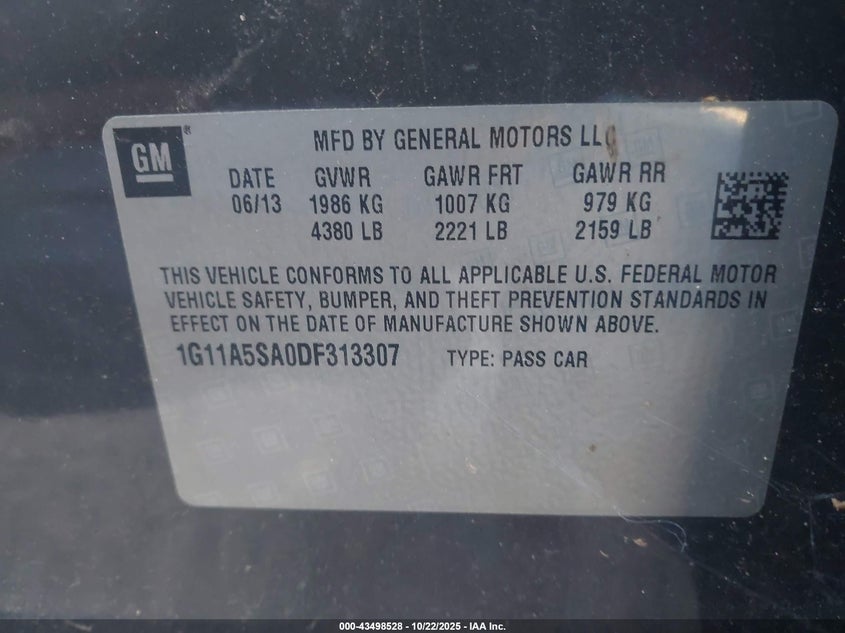 GM®
MFD BY GENERAL MOTORS LLC
DATE GVWR GAWR FRT GAWR RR
06/13 1986 KG 1007 KG 979 KG
4380 LB 2221 LB 2159 LB
THIS VEHICLE CONFORMS TO ALL APPLICABLE U.S. FEDERAL MOTOR
VEHICLE SAFETY, BUMPER, AND THEFT PREVENTION STANDARDS IN
EFFECT ON THE DATE OF MANUFACTURE SHOWN ABOVE.
1G11A5SA0DF313307 TYPE: PASS CAR
000-43498528 - 10/22/2025 - IAA Inc.